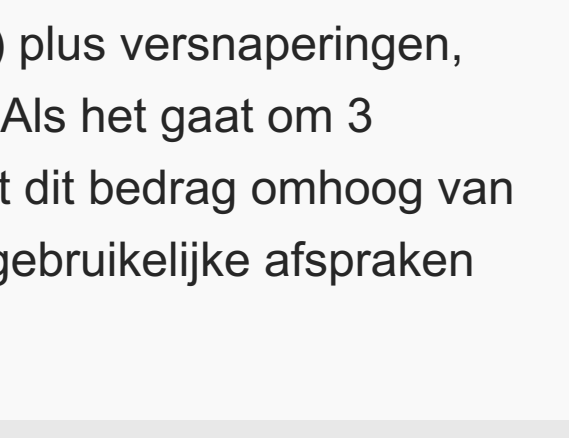 ) plus versnaperingen,
Als het gaat om 3
t dit bedrag omhoog van
gebruikelijke afspraken